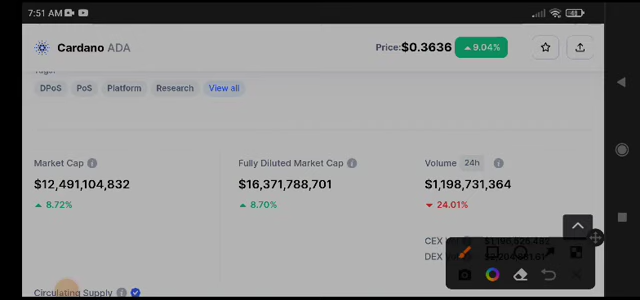 7:51 AM
Cardano ADA Price:$0.3636 9.04%
Tags:
DPoS PoS Platform Research View all
Market Cap Fully Diluted Market Cap Volume 24h
$12,491,104,832 $16,371,788,701 $1,198,731,364
8.72% 8.70% 24.01%
CEX
DEX
Circulating Supply